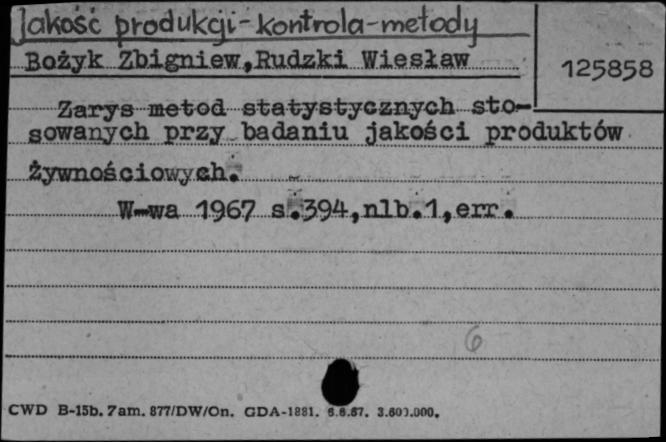 Jakość produkcji-kontrola-metody
Bożyk Zbigniew,Rudzki Wiesław
125858
Zarys metod statystycznych sto-
sowanych przy badaniu jakości produktów
żywnościowych.
W-wa 1967 s.394,nlb.1,err.
6
CWD B-15b. Zam. 877/DW/On. GDA-1881. 6.6.67. 3.600.000.